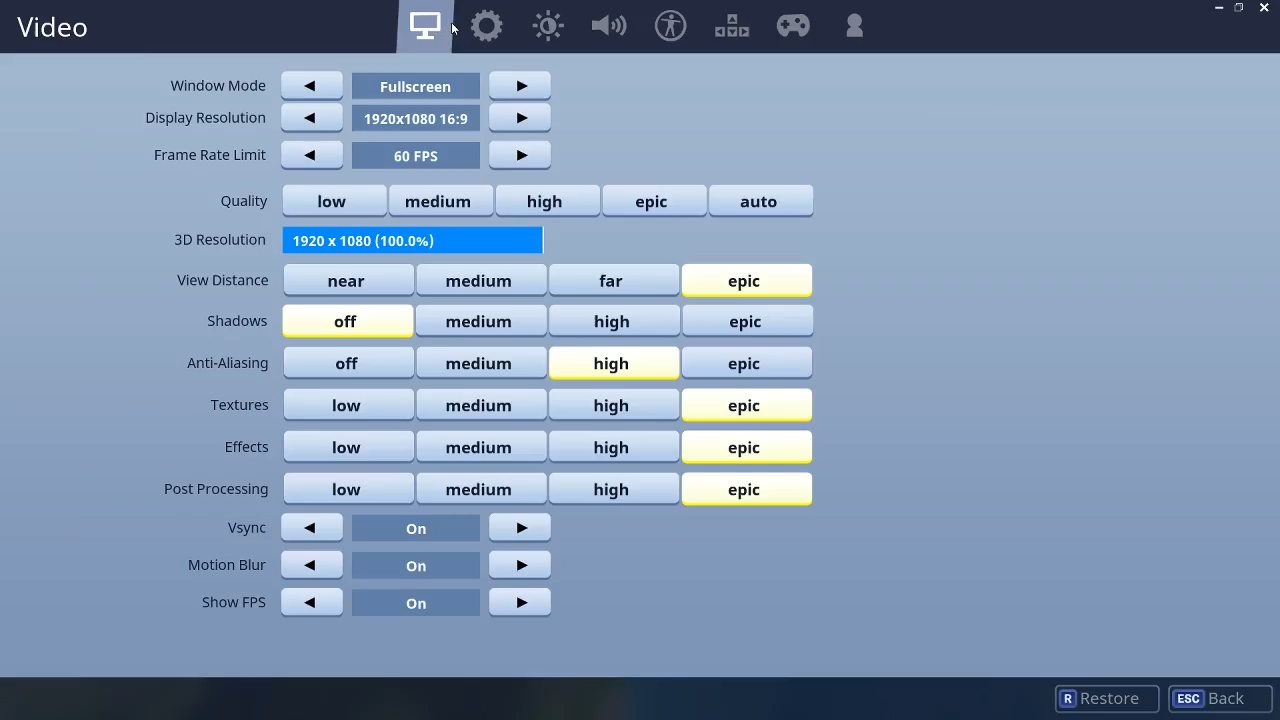 Video
Window Mode Fullscreen
Display Resolution 1920x1080 16:9
Frame Rate Limit 60 FPS
Quality low medium high epic auto
3D Resolution 1920 x 1080 (100.0%)
View Distance near medium far epic
Shadows off medium high epic
Anti-Aliasing off medium high epic
Textures low medium high epic
Effects low medium high epic
Post Processing low medium high epic
Vsync On
Motion Blur On
Show FPS On
R Restore ESC Back